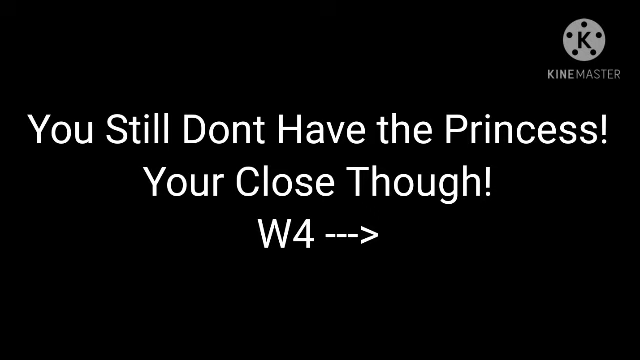 KINEMASTER
You Still Dont Have the Princess!
Your Close Though!
W4 --->